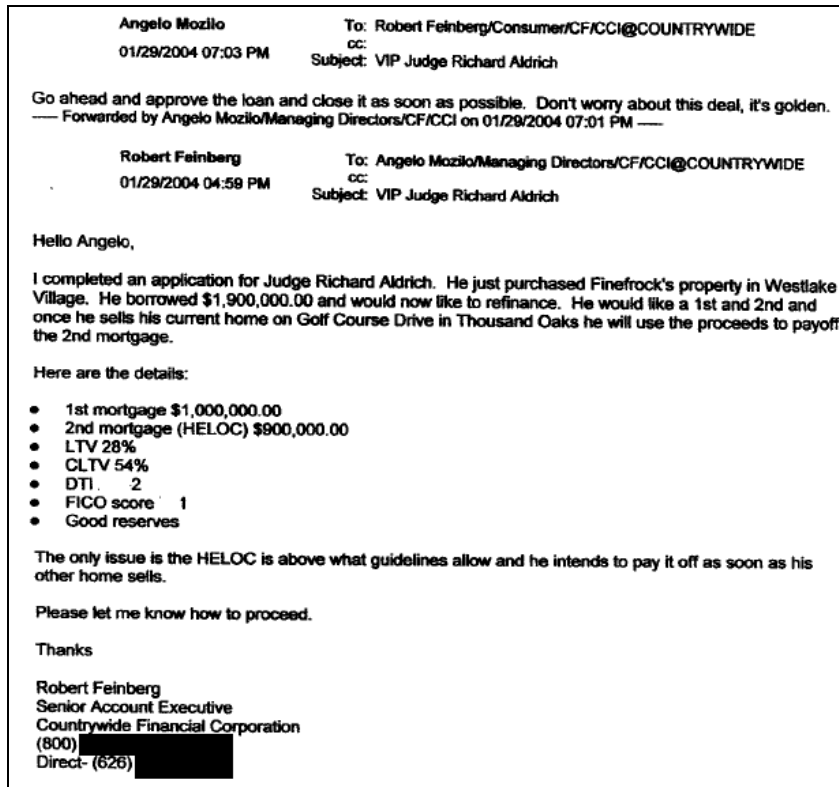 Angelo Mozilo
01/29/2004 07:03 PM
To: Robert Feinberg/Consumer/CF/CCI@COUNTRYWIDE
cc:
Subject: VIP Judge Richard Aldrich
Go ahead and approve the loan and close it as soon as possible. Don't worry about this deal, it's golden.
----- Forwarded by Angelo Mozilo/Managing Directors/CF/CCI on 01/29/2004 07:01 PM -----
Robert Feinberg
01/29/2004 04:59 PM
To: Angelo Mozilo/Managing Directors/CF/CCI@COUNTRYWIDE
cc:
Subject: VIP Judge Richard Aldrich
Hello Angelo,
I completed an application for Judge Richard Aldrich. He just purchased Finefrock's property in Westlake
Village. He borrowed $1,900,000.00 and would now like to refinance. He would like a 1st and 2nd and
once he sells his current home on Golf Course Drive in Thousand Oaks he will use the proceeds to payoff
the 2nd mortgage.
Here are the details:
• 1st mortgage $1,000,000.00
• 2nd mortgage (HELOC) $900,000.00
• LTV 28%
• CLTV 54%
• DTI 2
• FICO score 1
• Good reserves
The only issue is the HELOC is above what guidelines allow and he intends to pay it off as soon as his
other home sells.
Please let me know how to proceed.
Thanks
Robert Feinberg
Senior Account Executive
Countrywide Financial Corporation
(800)
Direct- (626)